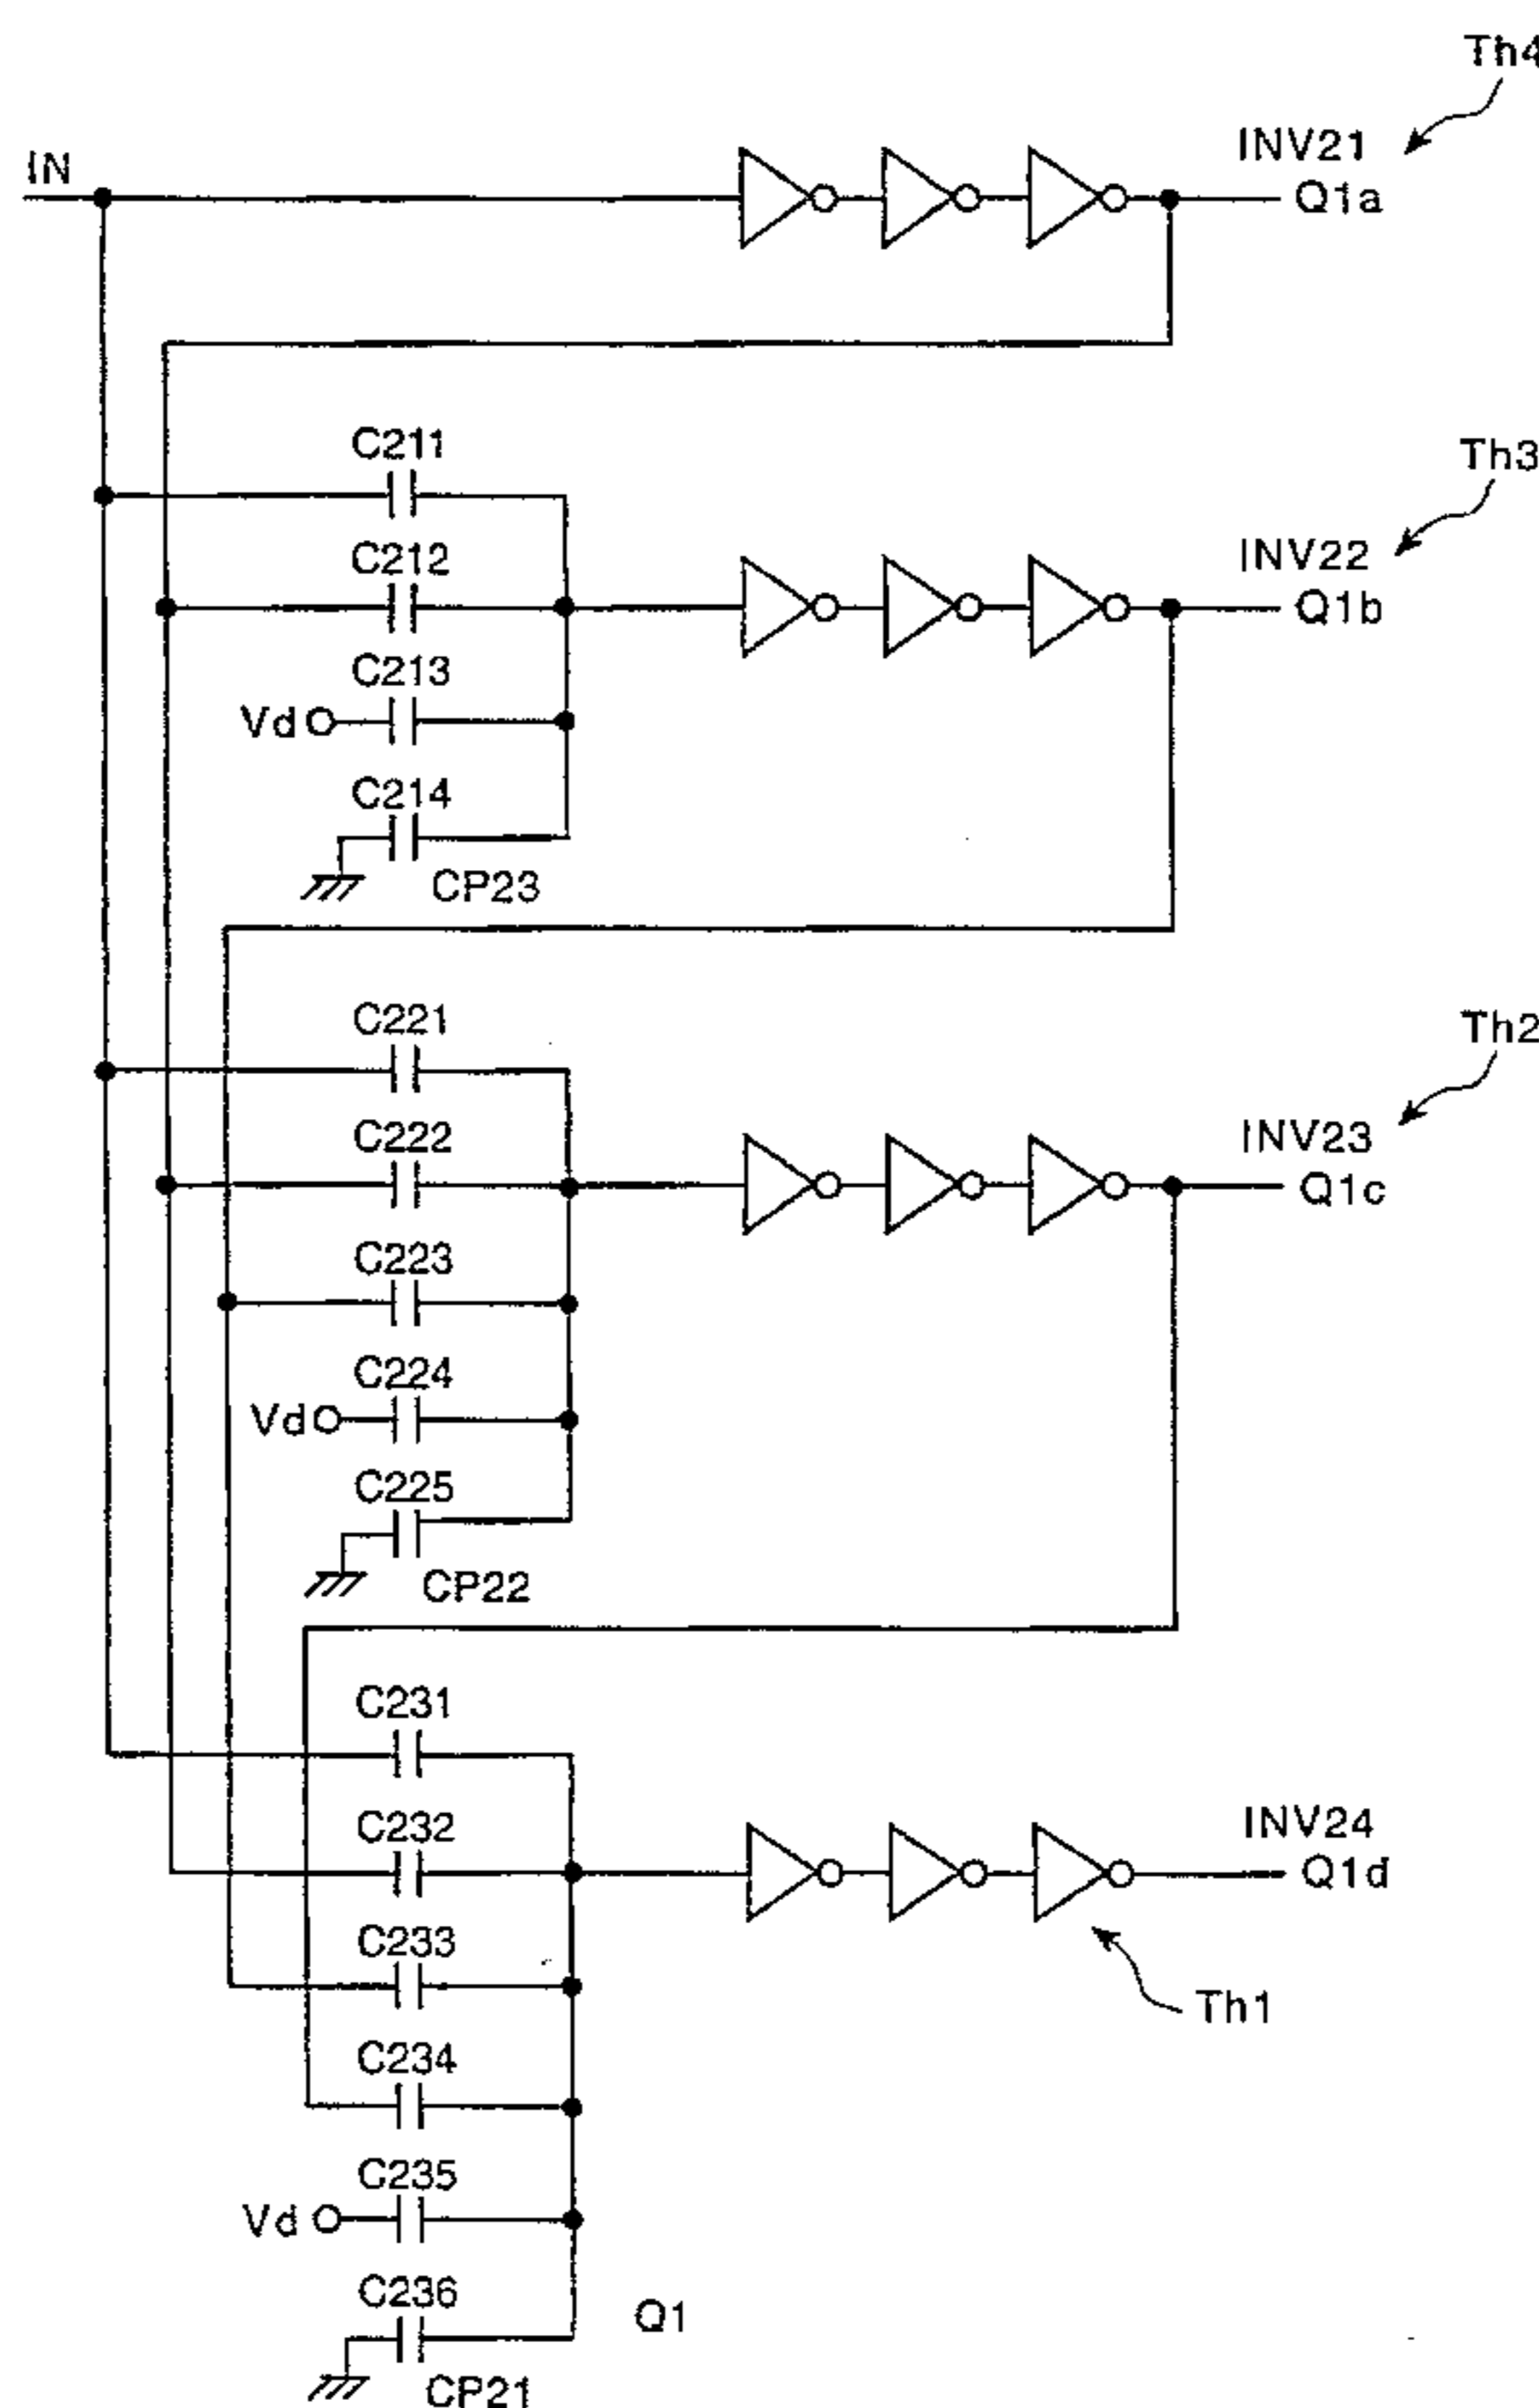 Th4
INV21
IN
Q1a
C211
Th3
C212
INV22
Q1b
C213
Vd
C214
CP23
C221
Th2
C222
INV23
Q1c
C223
C224
Vd
C225
CP22
C231
C232
INV24
Q1d
C233
Th1
C234
C235
Vd
C236
Q1
CP21